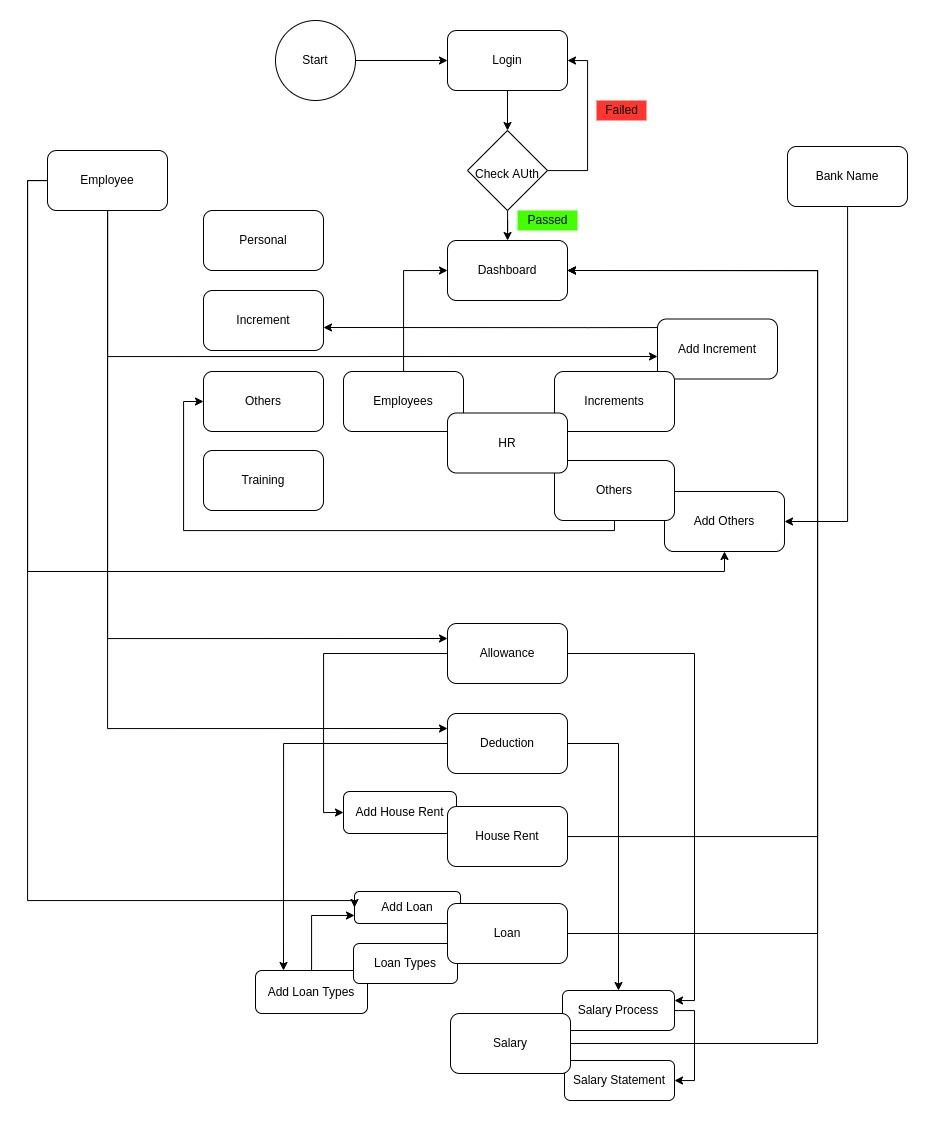 Start
Login
Failed
Employee
Check AUth
Bank Name
Passed
Personal
Dashboard
Increment
Add Increment
Others
Employees
Increments
HR
Training
Others
Add Others
Allowance
Deduction
Add House Rent
House Rent
Add Loan
Loan
Loan Types
Add Loan Types
Salary Process
Salary
Salary Statement